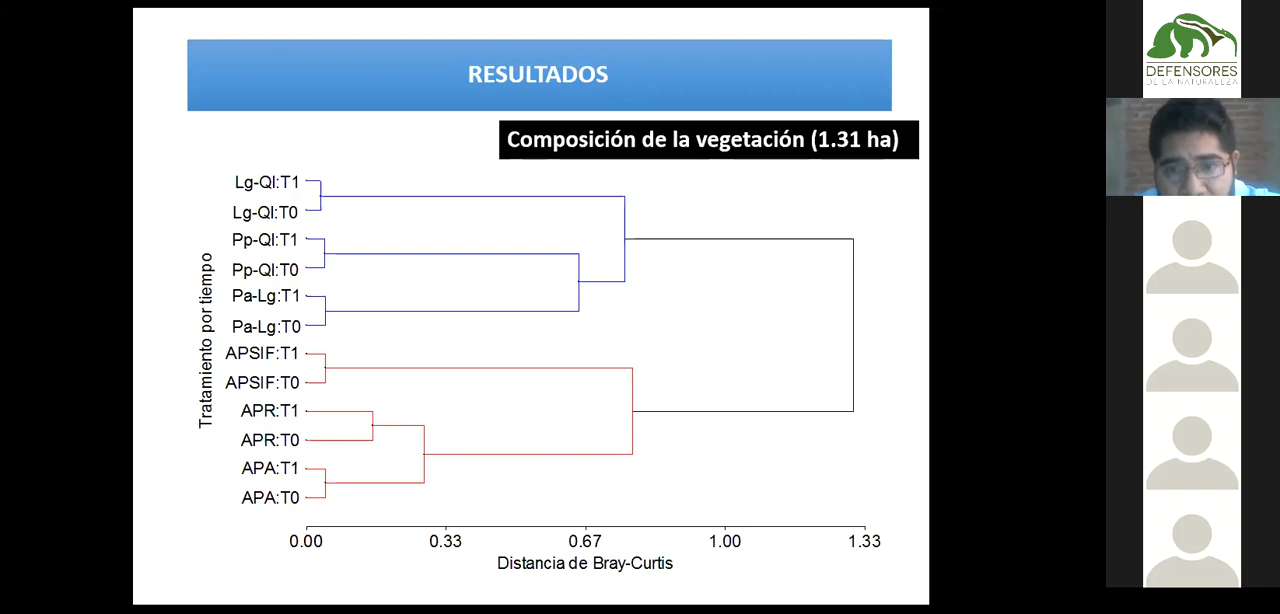 RESULTADOS
Composición de la vegetación (1.31 ha)
Lg-Ql:T1
Lg-Ql:T0
Pp-Ql:T1
Pp-Ql:T0
Pa-Lg:T1
Pa-Lg:T0
APSIF:T1
APSIF:T0
APR:T1
APR:T0
APA:T1
APA:T0
Tratamiento por tiempo
0.00 0.33 0.67 1.00 1.33
Distancia de Bray-Curtis
DEFENSORES
DE LA NATURALEZA